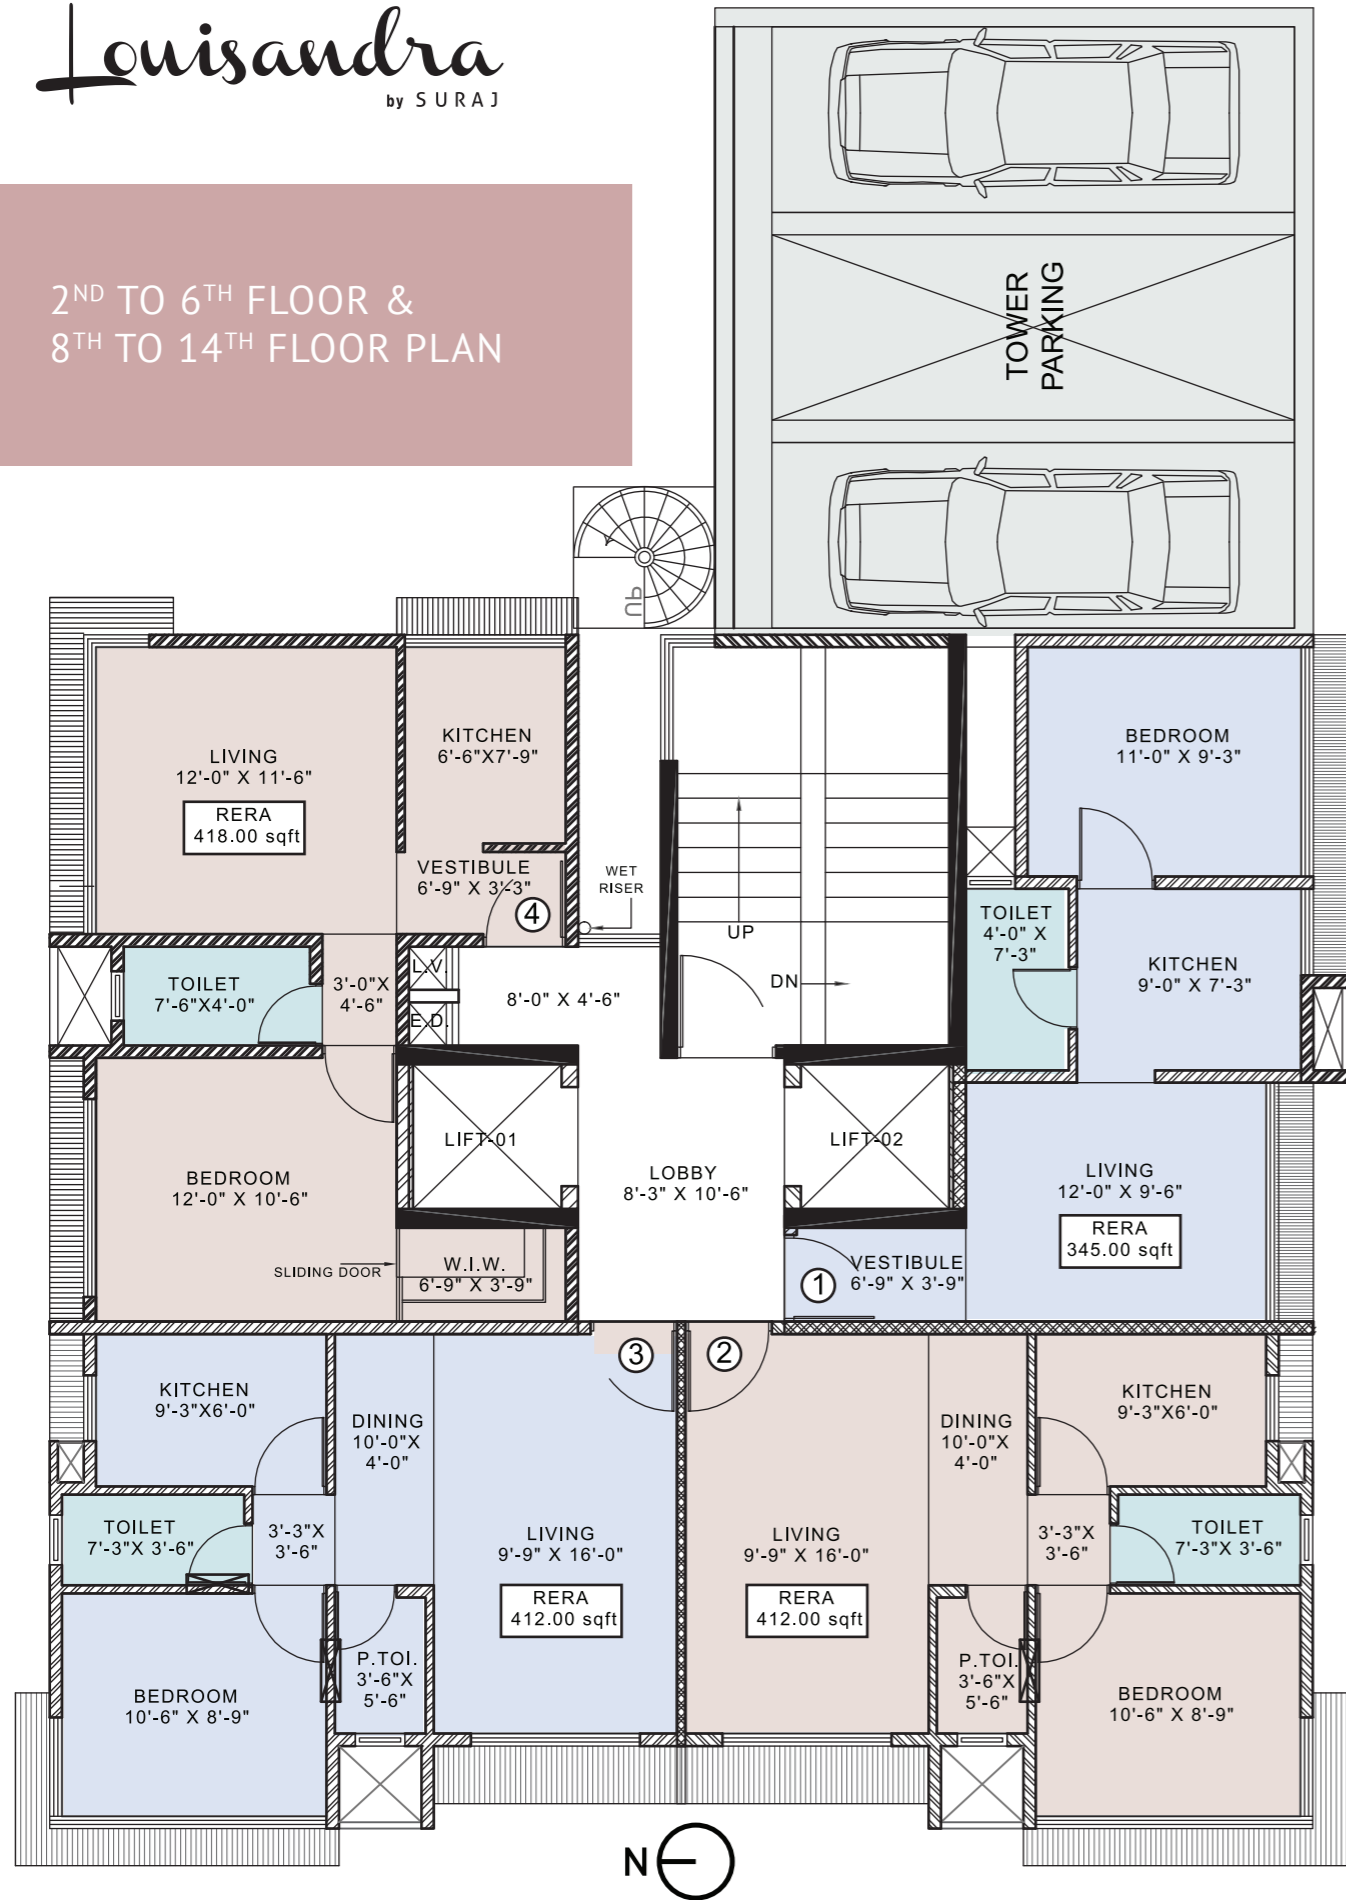 Louisandra
by SURAJ
2ND TO 6TH FLOOR &
8TH TO 14TH FLOOR PLAN
TOWER
PARKING
UP
LIVING
12'-0" X 11'-6"
RERA
418.00 sqft
KITCHEN
6'-6"X7'-9"
VESTIBULE
6'-9" X 3'-3"
4
WET
RISER
UP
DN
BEDROOM
11'-0" X 9'-3"
TOILET
4'-0" X
7'-3"
KITCHEN
9'-0" X 7'-3"
TOILET
7'-6"X4'-0"
3'-0"X
4'-6"
L.V.
E.D.
8'-0" X 4'-6"
LIFT-01
LIFT-02
LOBBY
8'-3" X 10'-6"
BEDROOM
12'-0" X 10'-6"
SLIDING DOOR
W.I.W.
6'-9" X 3'-9"
LIVING
12'-0" X 9'-6"
RERA
345.00 sqft
VESTIBULE
6'-9" X 3'-9"
1
3
2
KITCHEN
9'-3"X6'-0"
DINING
10'-0"X
4'-0"
DINING
10'-0"X
4'-0"
KITCHEN
9'-3"X6'-0"
TOILET
7'-3"X 3'-6"
3'-3"X
3'-6"
LIVING
9'-9" X 16'-0"
RERA
412.00 sqft
LIVING
9'-9" X 16'-0"
RERA
412.00 sqft
3'-3"X
3'-6"
TOILET
7'-3"X 3'-6"
BEDROOM
10'-6" X 8'-9"
P.TOI.
3'-6"X
5'-6"
P.TOI.
3'-6"X
5'-6"
BEDROOM
10'-6" X 8'-9"
N